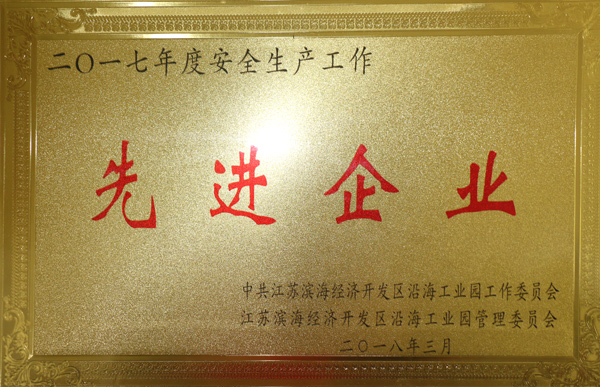 二〇一七年度安全生产工作
先进企业
中共江苏滨海经济开发区沿海工业园工作委员会
江苏滨海经济开发区沿海工业园管理委员会
二〇一八年三月